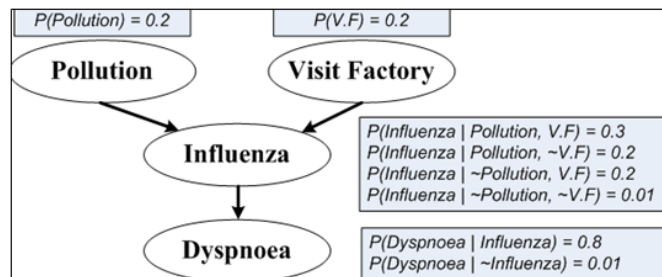 P(Pollution) = 0.2
P(V.F) = 0.2
Pollution
Visit Factory
Influenza
P(Influenza | Pollution, V.F) = 0.3
P(Influenza | Pollution, ~V.F) = 0.2
P(Influenza | ~Pollution, V.F) = 0.2
P(Influenza | ~Pollution, ~V.F) = 0.01
Dyspnoea
P(Dyspnoea | Influenza) = 0.8
P(Dyspnoea | ~Influenza) = 0.01